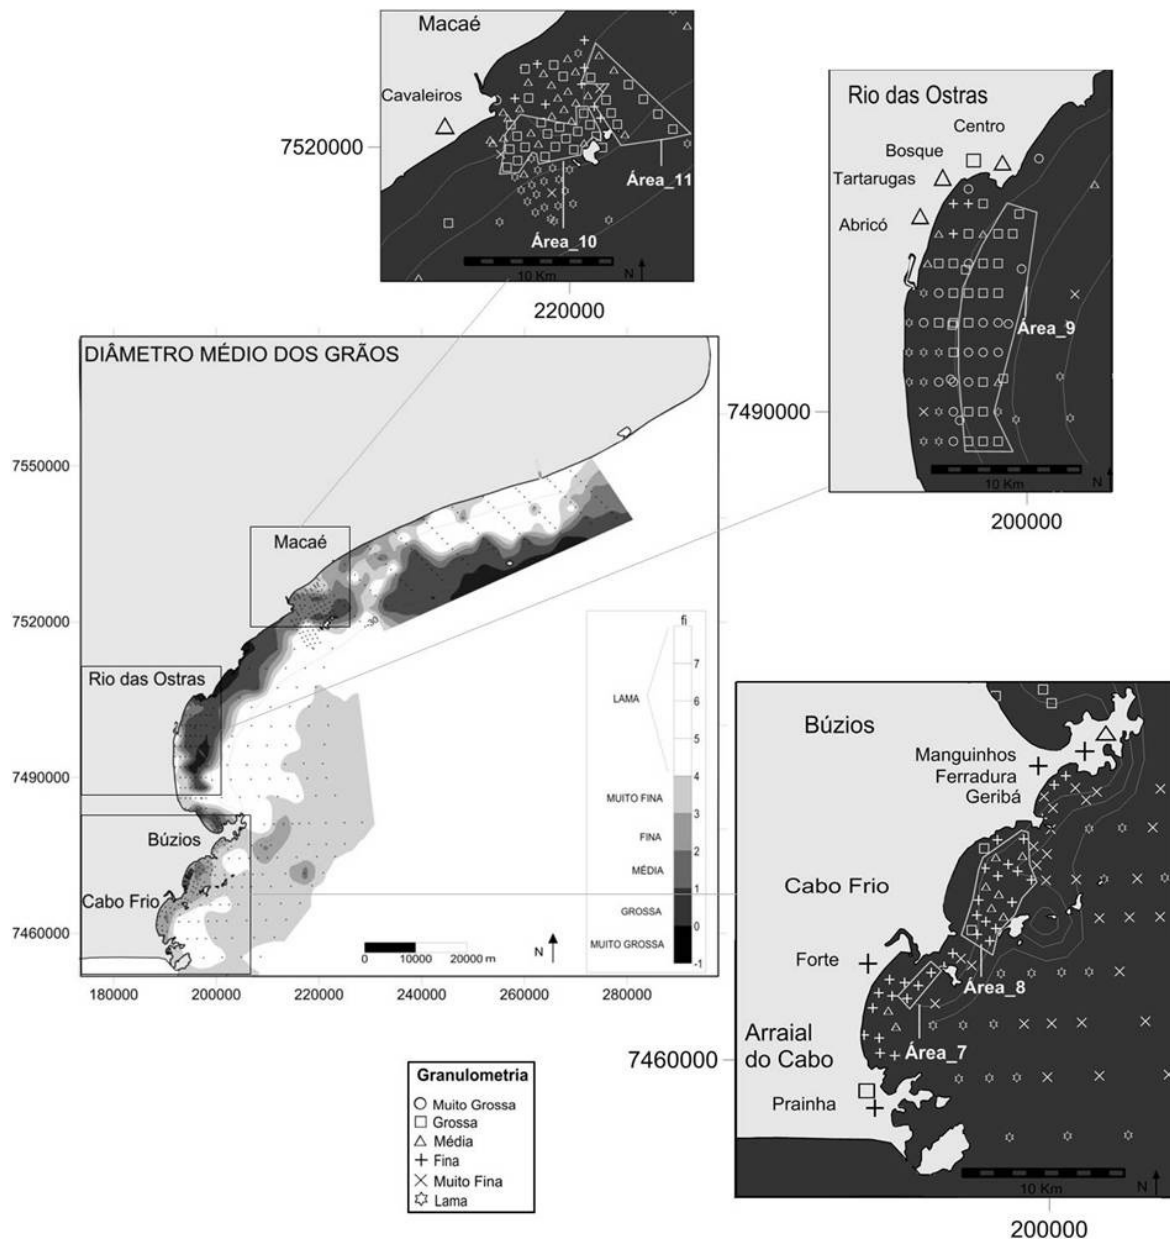 Macaé
Cavaleiros
7520000
Área_11
Área_10
10 Km
N
220000
Rio das Ostras
Centro
Bosque
Tartarugas
Abricó
Área_9
7490000
10 Km
N
200000
DIÂMETRO MÉDIO DOS GRÃOS
7550000
Macaé
7520000
-30
Rio das Ostras
7490000
Búzios
Cabo Frio
7460000
0 10000 20000 m
N
180000 200000 220000 240000 260000 280000
fi
7
LAMA
6
5
4
MUITO FINA
3
FINA
2
MÉDIA
1
GROSSA
0
MUITO GROSSA
-1
Búzios
Manguinhos
Ferradura
Geribá
Cabo Frio
Forte
Área_8
Arraial
do Cabo
Área_7
7460000
Prainha
10 Km
N
200000
Granulometria
Muito Grossa
Grossa
Média
Fina
Muito Fina
Lama